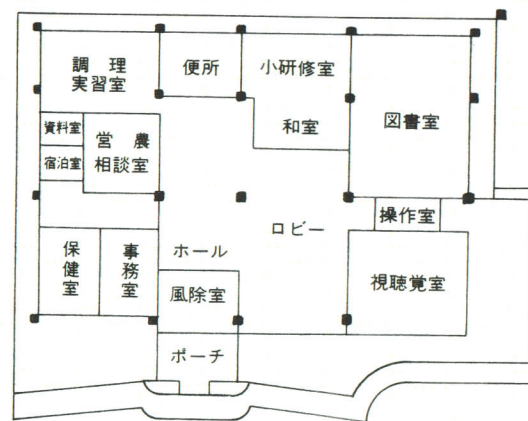 調理
実習室
便所
小研修室
和室
図書室
資料室
宿泊室
営農
相談室
操作室
ロビー
ホール
保健室
事務室
風除室
視聴覚室
ポーチ